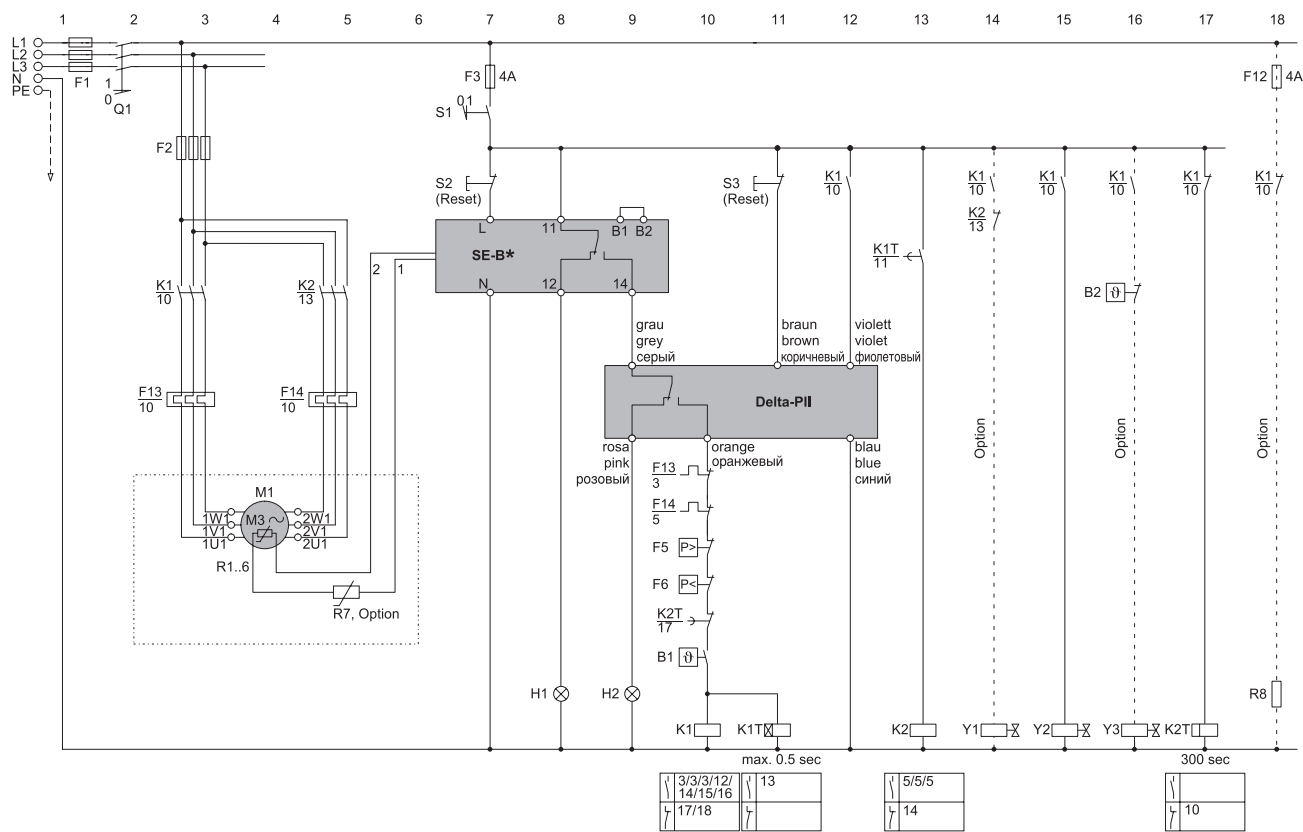 1 2 3 4 5 6 7 8 9 10 11 12 13 14 15 16 17 18
L1
L2
L3
N
PE
F1
1
0
Q1
F3 4A
F12 4A
S1 0 1
F2
S2
(Reset)
S3
(Reset)
K1
10
K1
10
K1
10
K1
10
K1
10
K1
10
K2
13
L 11 B1 B2
SE-B*
N 12 14
2 1
K1T
11
K1
10
K2
13
B2 ϑ
grau
grey
серый
braun
brown
коричневый
violett
violet
фиолетовый
Delta-PII
F13
10
F14
10
rosa
pink
розовый
orange
оранжевый
blau
blue
синий
Option
Option
Option
F13
3
F14
5
F5 P>
F6 P<
K2T
17
B1 ϑ
M1
M3
1W1
1V1
1U1
2W1
2V1
2U1
R1..6
R7, Option
H1
H2
R8
K1
K1T
K2
Y1
Y2
Y3
K2T
max. 0.5 sec
300 sec
3/3/3/12/
14/15/16
17/18
13
5/5/5
14
10